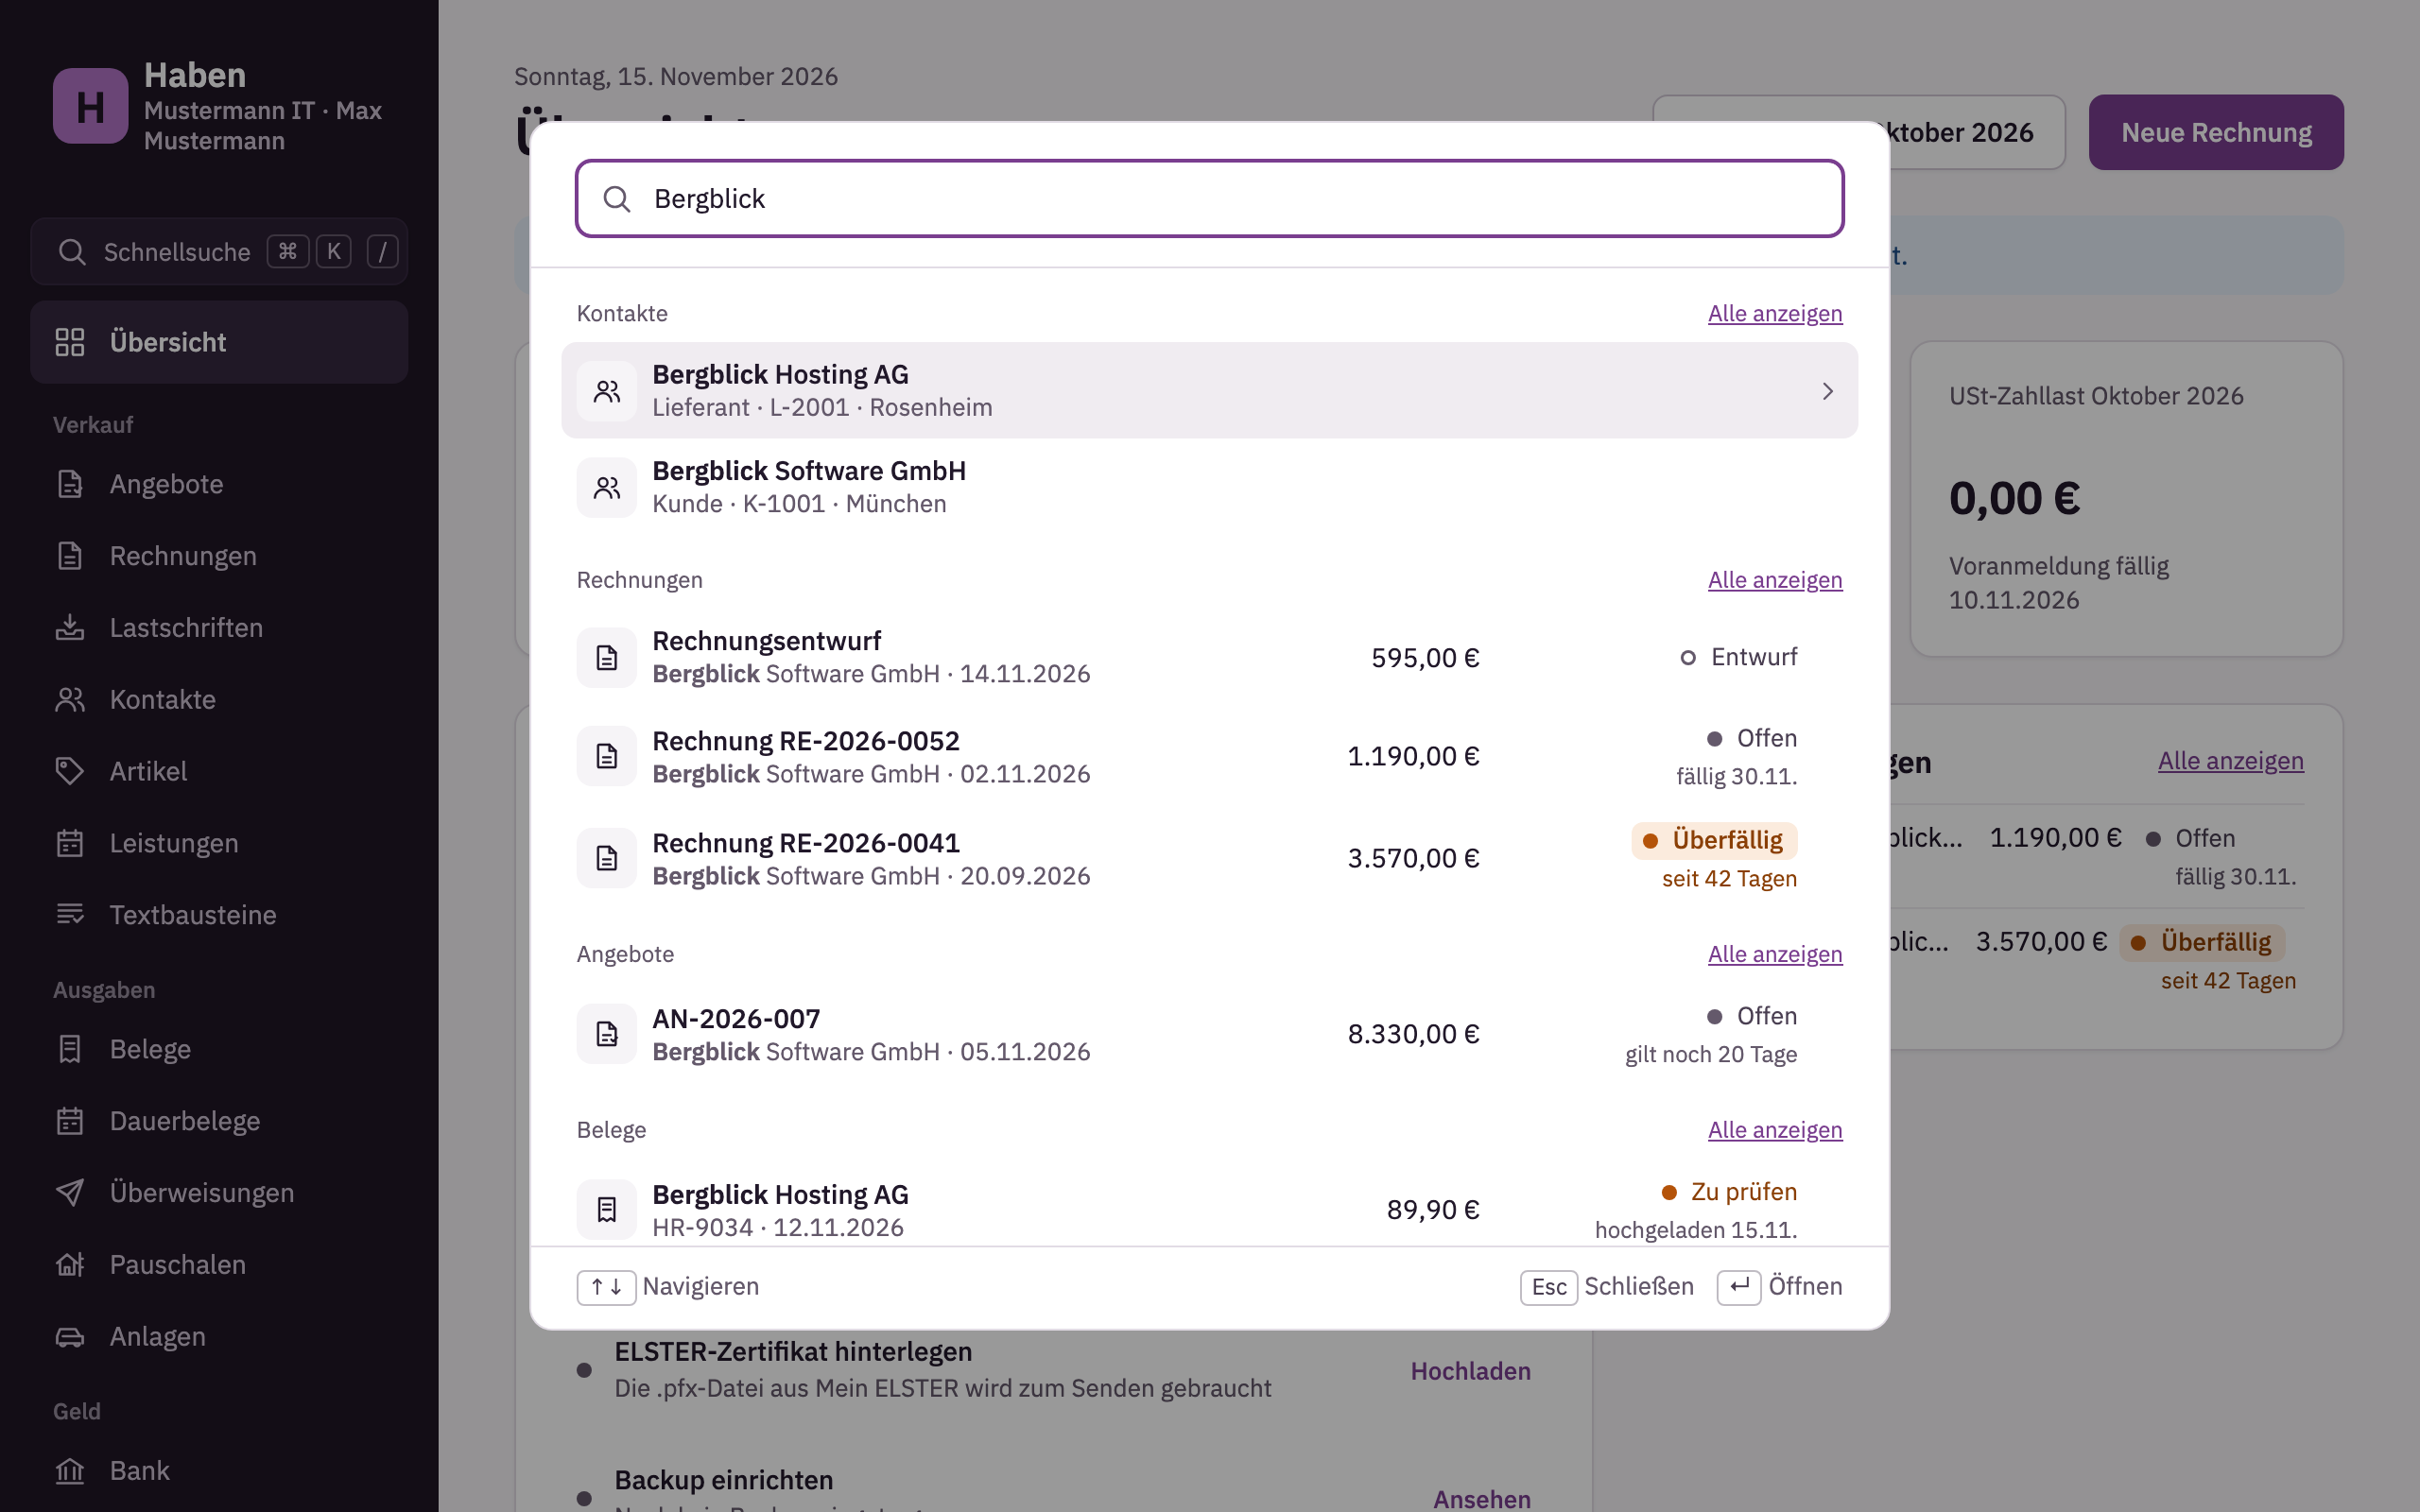 Haben
Mustermann IT · Max
Mustermann
Schnellsuche ⌘ K /
Übersicht
Verkauf
Angebote
Rechnungen
Lastschriften
Kontakte
Artikel
Leistungen
Textbausteine
Ausgaben
Belege
Dauerbelege
Überweisungen
Pauschalen
Anlagen
Geld
Bank
Sonntag, 15. November 2026
ktober 2026
Neue Rechnung
t.
Bergblick
Kontakte Alle anzeigen
Bergblick Hosting AG
Lieferant · L-2001 · Rosenheim
Bergblick Software GmbH
Kunde · K-1001 · München
Rechnungen Alle anzeigen
Rechnungsentwurf
Bergblick Software GmbH · 14.11.2026
595,00 € Entwurf
Rechnung RE-2026-0052
Bergblick Software GmbH · 02.11.2026
1.190,00 € Offen
fällig 30.11.
Rechnung RE-2026-0041
Bergblick Software GmbH · 20.09.2026
3.570,00 € Überfällig
seit 42 Tagen
Angebote Alle anzeigen
AN-2026-007
Bergblick Software GmbH · 05.11.2026
8.330,00 € Offen
gilt noch 20 Tage
Belege Alle anzeigen
Bergblick Hosting AG
HR-9034 · 12.11.2026
89,90 € Zu prüfen
hochgeladen 15.11.
↑ ↓ Navigieren
Esc Schließen ↵ Öffnen
USt-Zahllast Oktober 2026
0,00 €
Voranmeldung fällig
10.11.2026
gen Alle anzeigen
blick... 1.190,00 € Offen
fällig 30.11.
blic... 3.570,00 € Überfällig
seit 42 Tagen
ELSTER-Zertifikat hinterlegen
Die .pfx-Datei aus Mein ELSTER wird zum Senden gebraucht
Hochladen
Backup einrichten
Ansehen